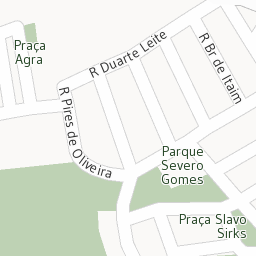 Praça
Agra
R Duarte Leite
R Br de Itaim
R Pires de Oliveira
Parque
Severo
Gomes
Praça Slavo
Sirks